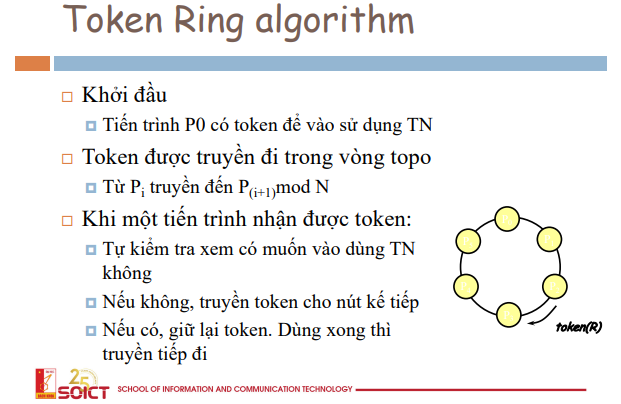 Token Ring algorithm
Khởi đầu
Tiến trình P0 có token để vào sử dụng TN
Token được truyền đi trong vòng topo
Từ Pi truyền đến P(i+1)mod N
Khi một tiến trình nhận được token:
Tự kiểm tra xem có muốn vào dùng TN
không
Nếu không, truyền token cho nút kế tiếp
Nếu có, giữ lại token. Dùng xong thì
truyền tiếp đi
token(R)
25
SOICT
SCHOOL OF INFORMATION AND COMMUNICATION TECHNOLOGY